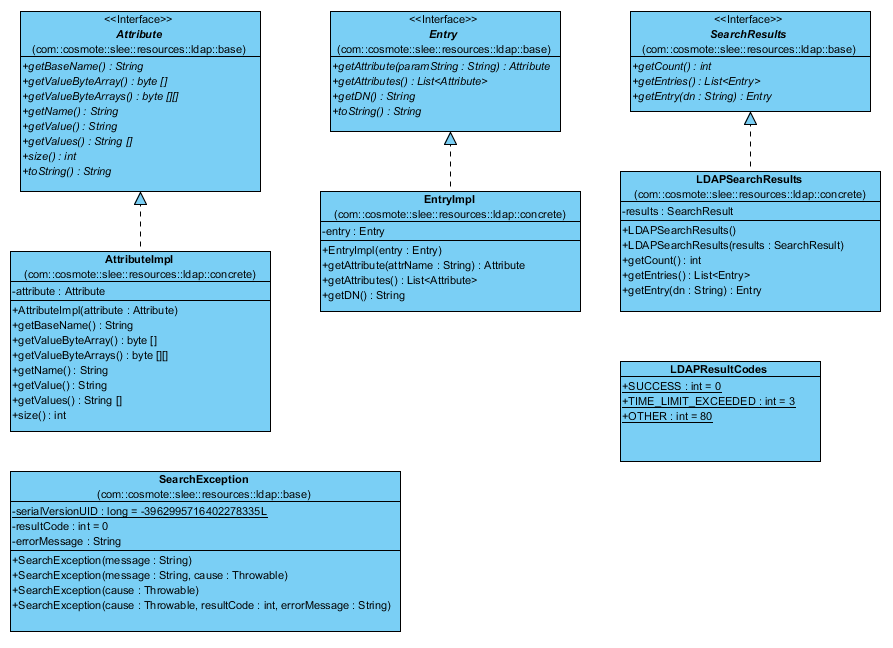 <<Interface>>
Attribute
(com::cosmote::slee::resources::ldap::base)
+getBaseName() : String
+getValueByteArray() : byte []
+getValueByteArrays() : byte [][]
+getName() : String
+getValue() : String
+getValues() : String []
+size() : int
+toString() : String
<<Interface>>
Entry
(com::cosmote::slee::resources::ldap::base)
+getAttribute(paramString : String) : Attribute
+getAttributes() : List<Attribute>
+getDN() : String
+toString() : String
<<Interface>>
SearchResults
(com::cosmote::slee::resources::ldap::base)
+getCount() : int
+getEntries() : List<Entry>
+getEntry(dn : String) : Entry
AttributeImpl
(com::cosmote::slee::resources::ldap::concrete)
-attribute : Attribute
+AttributeImpl(attribute : Attribute)
+getBaseName() : String
+getValueByteArray() : byte []
+getValueByteArrays() : byte [][]
+getName() : String
+getValue() : String
+getValues() : String []
+size() : int
EntryImpl
(com::cosmote::slee::resources::ldap::concrete)
-entry : Entry
+EntryImpl(entry : Entry)
+getAttribute(attrName : String) : Attribute
+getAttributes() : List<Attribute>
+getDN() : String
LDAPSearchResults
(com::cosmote::slee::resources::ldap::concrete)
-results : SearchResult
+LDAPSearchResults()
+LDAPSearchResults(results : SearchResult)
+getCount() : int
+getEntries() : List<Entry>
+getEntry(dn : String) : Entry
LDAPResultCodes
+SUCCESS : int = 0
+TIME_LIMIT_EXCEEDED : int = 3
+OTHER : int = 80
SearchException
(com::cosmote::slee::resources::ldap::base)
-serialVersionUID : long = -3962995716402278335L
-resultCode : int = 0
-errorMessage : String
+SearchException(message : String)
+SearchException(message : String, cause : Throwable)
+SearchException(cause : Throwable)
+SearchException(cause : Throwable, resultCode : int, errorMessage : String)